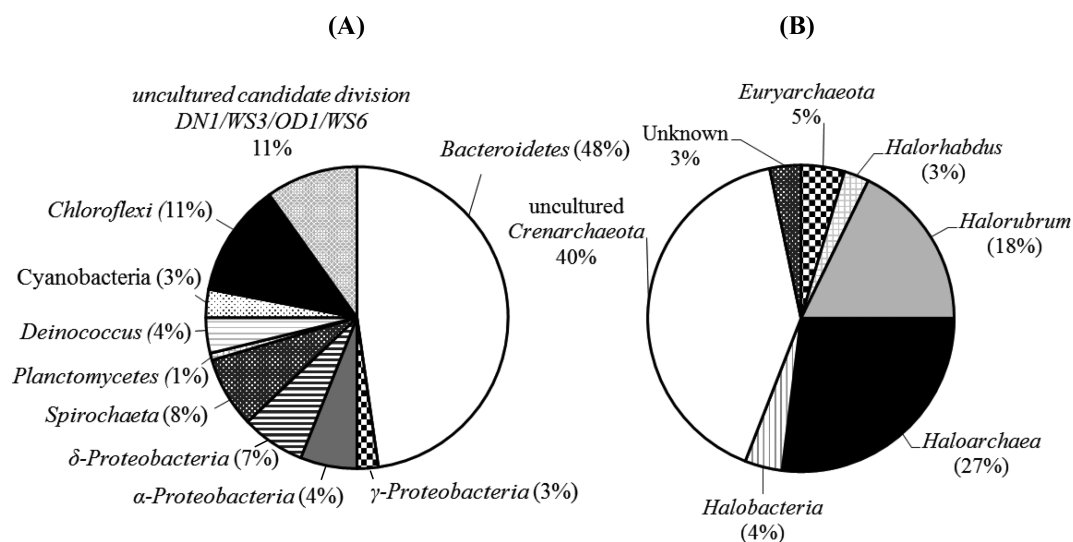 (A)
uncultured candidate division
DN1/WS3/OD1/WS6
11%
Bacteroidetes (48%)
Chloroflexi (11%)
Cyanobacteria (3%)
Deinococcus (4%)
Planctomycetes (1%)
Spirochaeta (8%)
δ-Proteobacteria (7%)
α-Proteobacteria (4%)
γ-Proteobacteria (3%)
(B)
Euryarchaeota
5%
Unknown
3%
Halorhabdus
(3%)
uncultured
Crenarchaeota
40%
Halorubrum
(18%)
Haloarchaea
(27%)
Halobacteria
(4%)